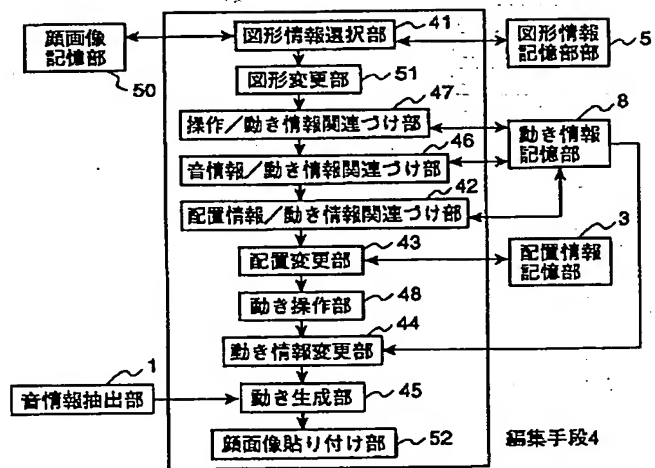 顔画像
記憶部
50
図形情報選択部
41
図形情報
記憶部部
5
図形変更部
51
操作／動き情報関連づけ部
47
動き情報
記憶部
8
音情報／動き情報関連づけ部
46
配置情報／動き情報関連づけ部
42
配置変更部
43
配置情報
記憶部
3
動き操作部
48
動き情報変更部
44
音情報抽出部
1
動き生成部
45
顔画像貼り付け部
52
編集手段4